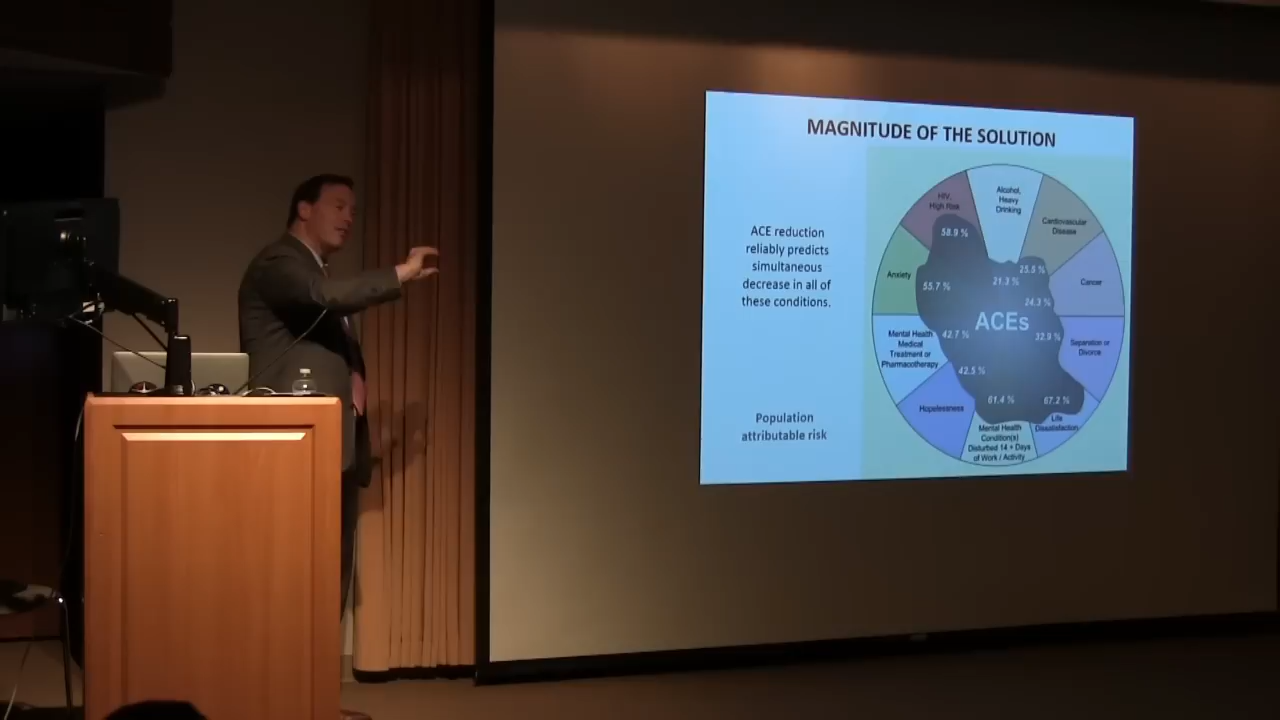 MAGNITUDE OF THE SOLUTION
ACE reduction
reliably predicts
simultaneous
decrease in all of
these conditions.
Population
attributable risk
Alcohol,
Heavy
Drinking
21.3 %
Cardiovascular
Disease
25.5 %
Cancer
24.3 %
Separation or
Divorce
32.9 %
Life
Dissatisfaction
67.2 %
Mental Health
Condition(s)
Disturbed 14 + Days
of Work / Activity
61.4 %
Hopelessness
42.5 %
Mental Health
Medical
Treatment or
Pharmacotherapy
42.7 %
Anxiety
55.7 %
HIV,
High Risk
58.9 %
ACEs